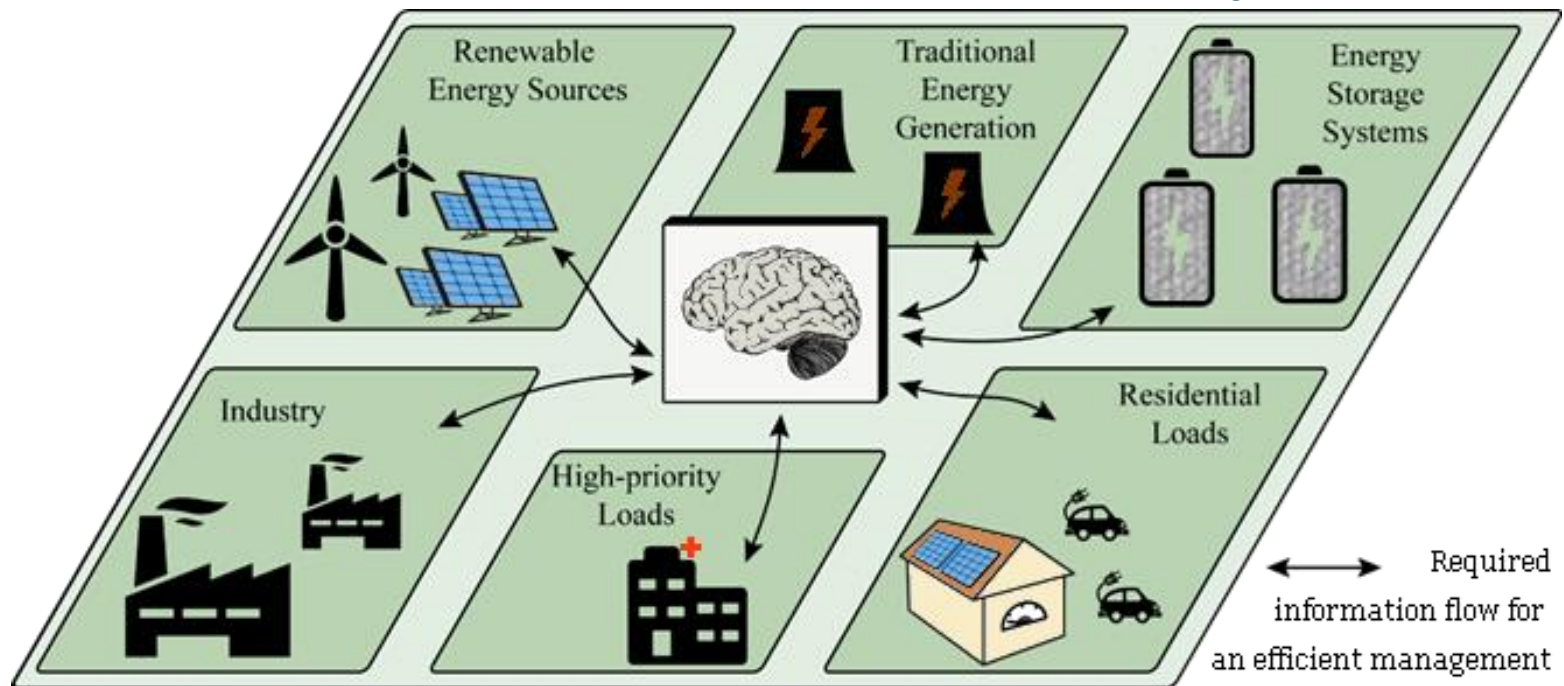 Renewable
Energy Sources
Traditional
Energy
Generation
Energy
Storage
Systems
Industry
High-priority
Loads
Residential
Loads
Required
information flow for
an efficient management